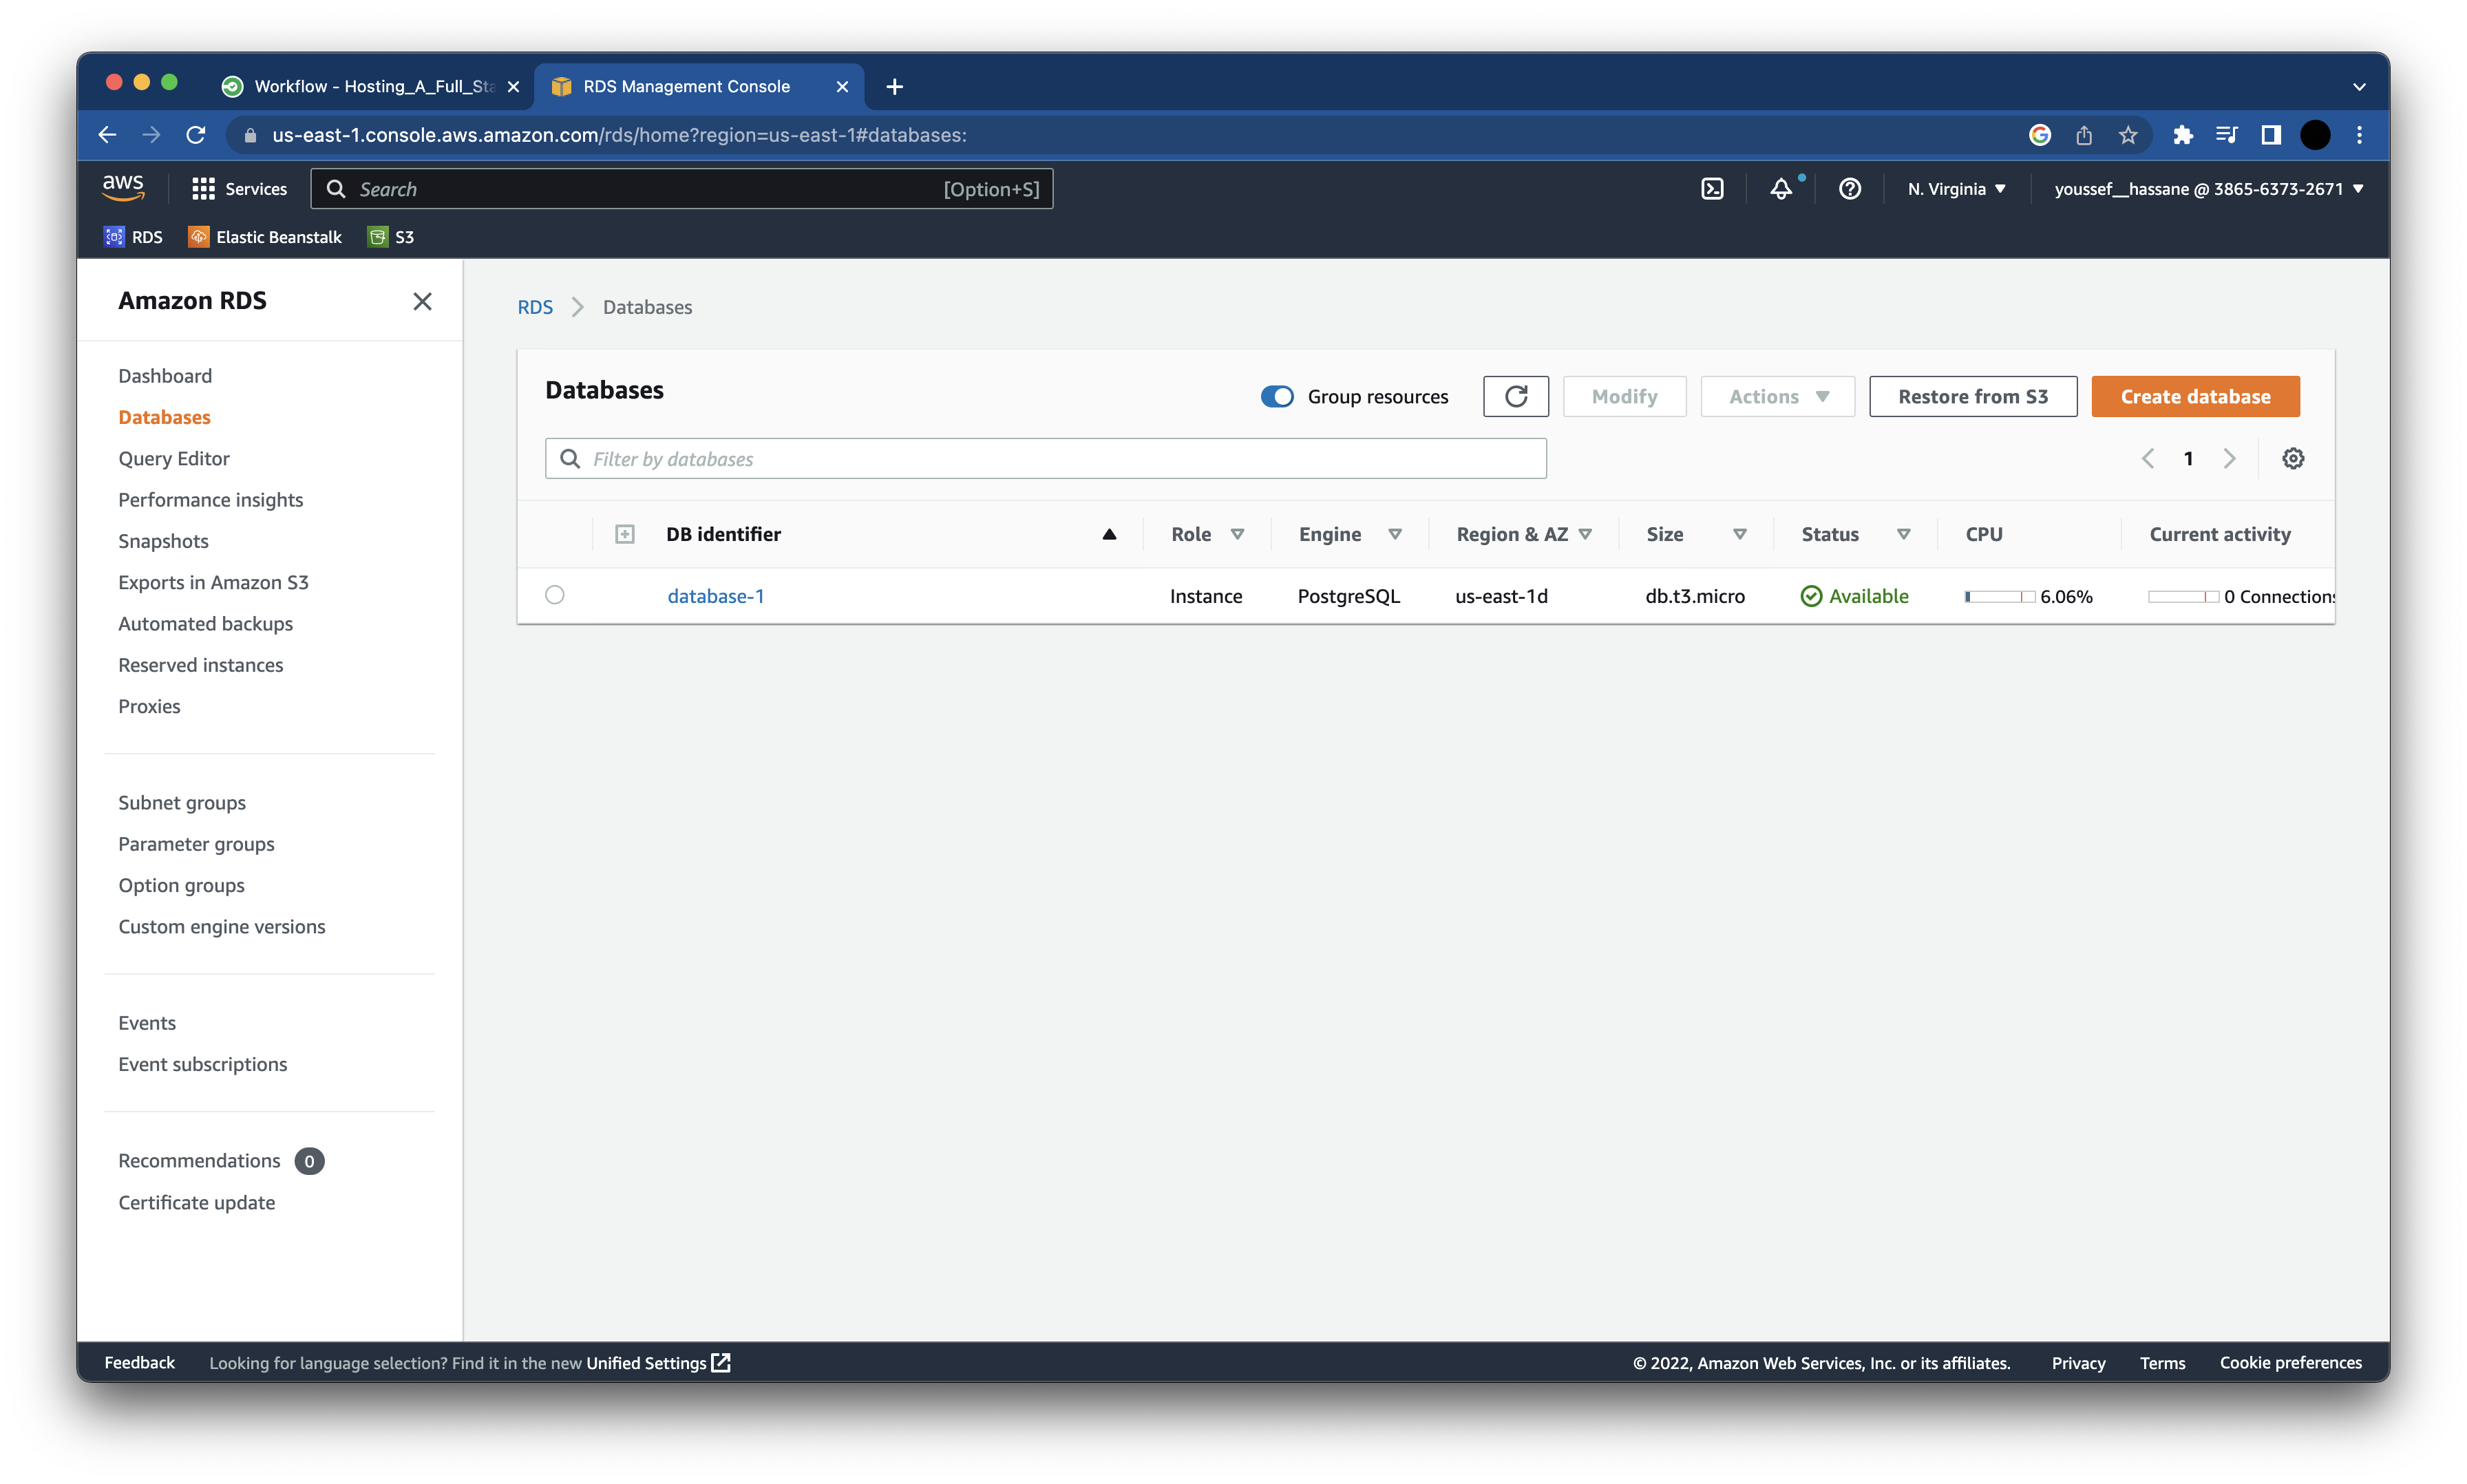 Workflow - Hosting_A_Full_Sta
RDS Management Console
us-east-1.console.aws.amazon.com/rds/home?region=us-east-1#databases:
aws
Services
Search
[Option+S]
N. Virginia
youssef__hassane @ 3865-6373-2671
RDS
Elastic Beanstalk
S3
Amazon RDS
Dashboard
Databases
Query Editor
Performance insights
Snapshots
Exports in Amazon S3
Automated backups
Reserved instances
Proxies
Subnet groups
Parameter groups
Option groups
Custom engine versions
Events
Event subscriptions
Recommendations 0
Certificate update
RDS > Databases
Databases
Group resources
Modify
Actions
Restore from S3
Create database
Filter by databases
1
DB identifier Role Engine Region & AZ Size Status CPU Current activity
database-1 Instance PostgreSQL us-east-1d db.t3.micro Available 6.06% 0 Connections
Feedback
Looking for language selection? Find it in the new Unified Settings
© 2022, Amazon Web Services, Inc. or its affiliates.
Privacy
Terms
Cookie preferences